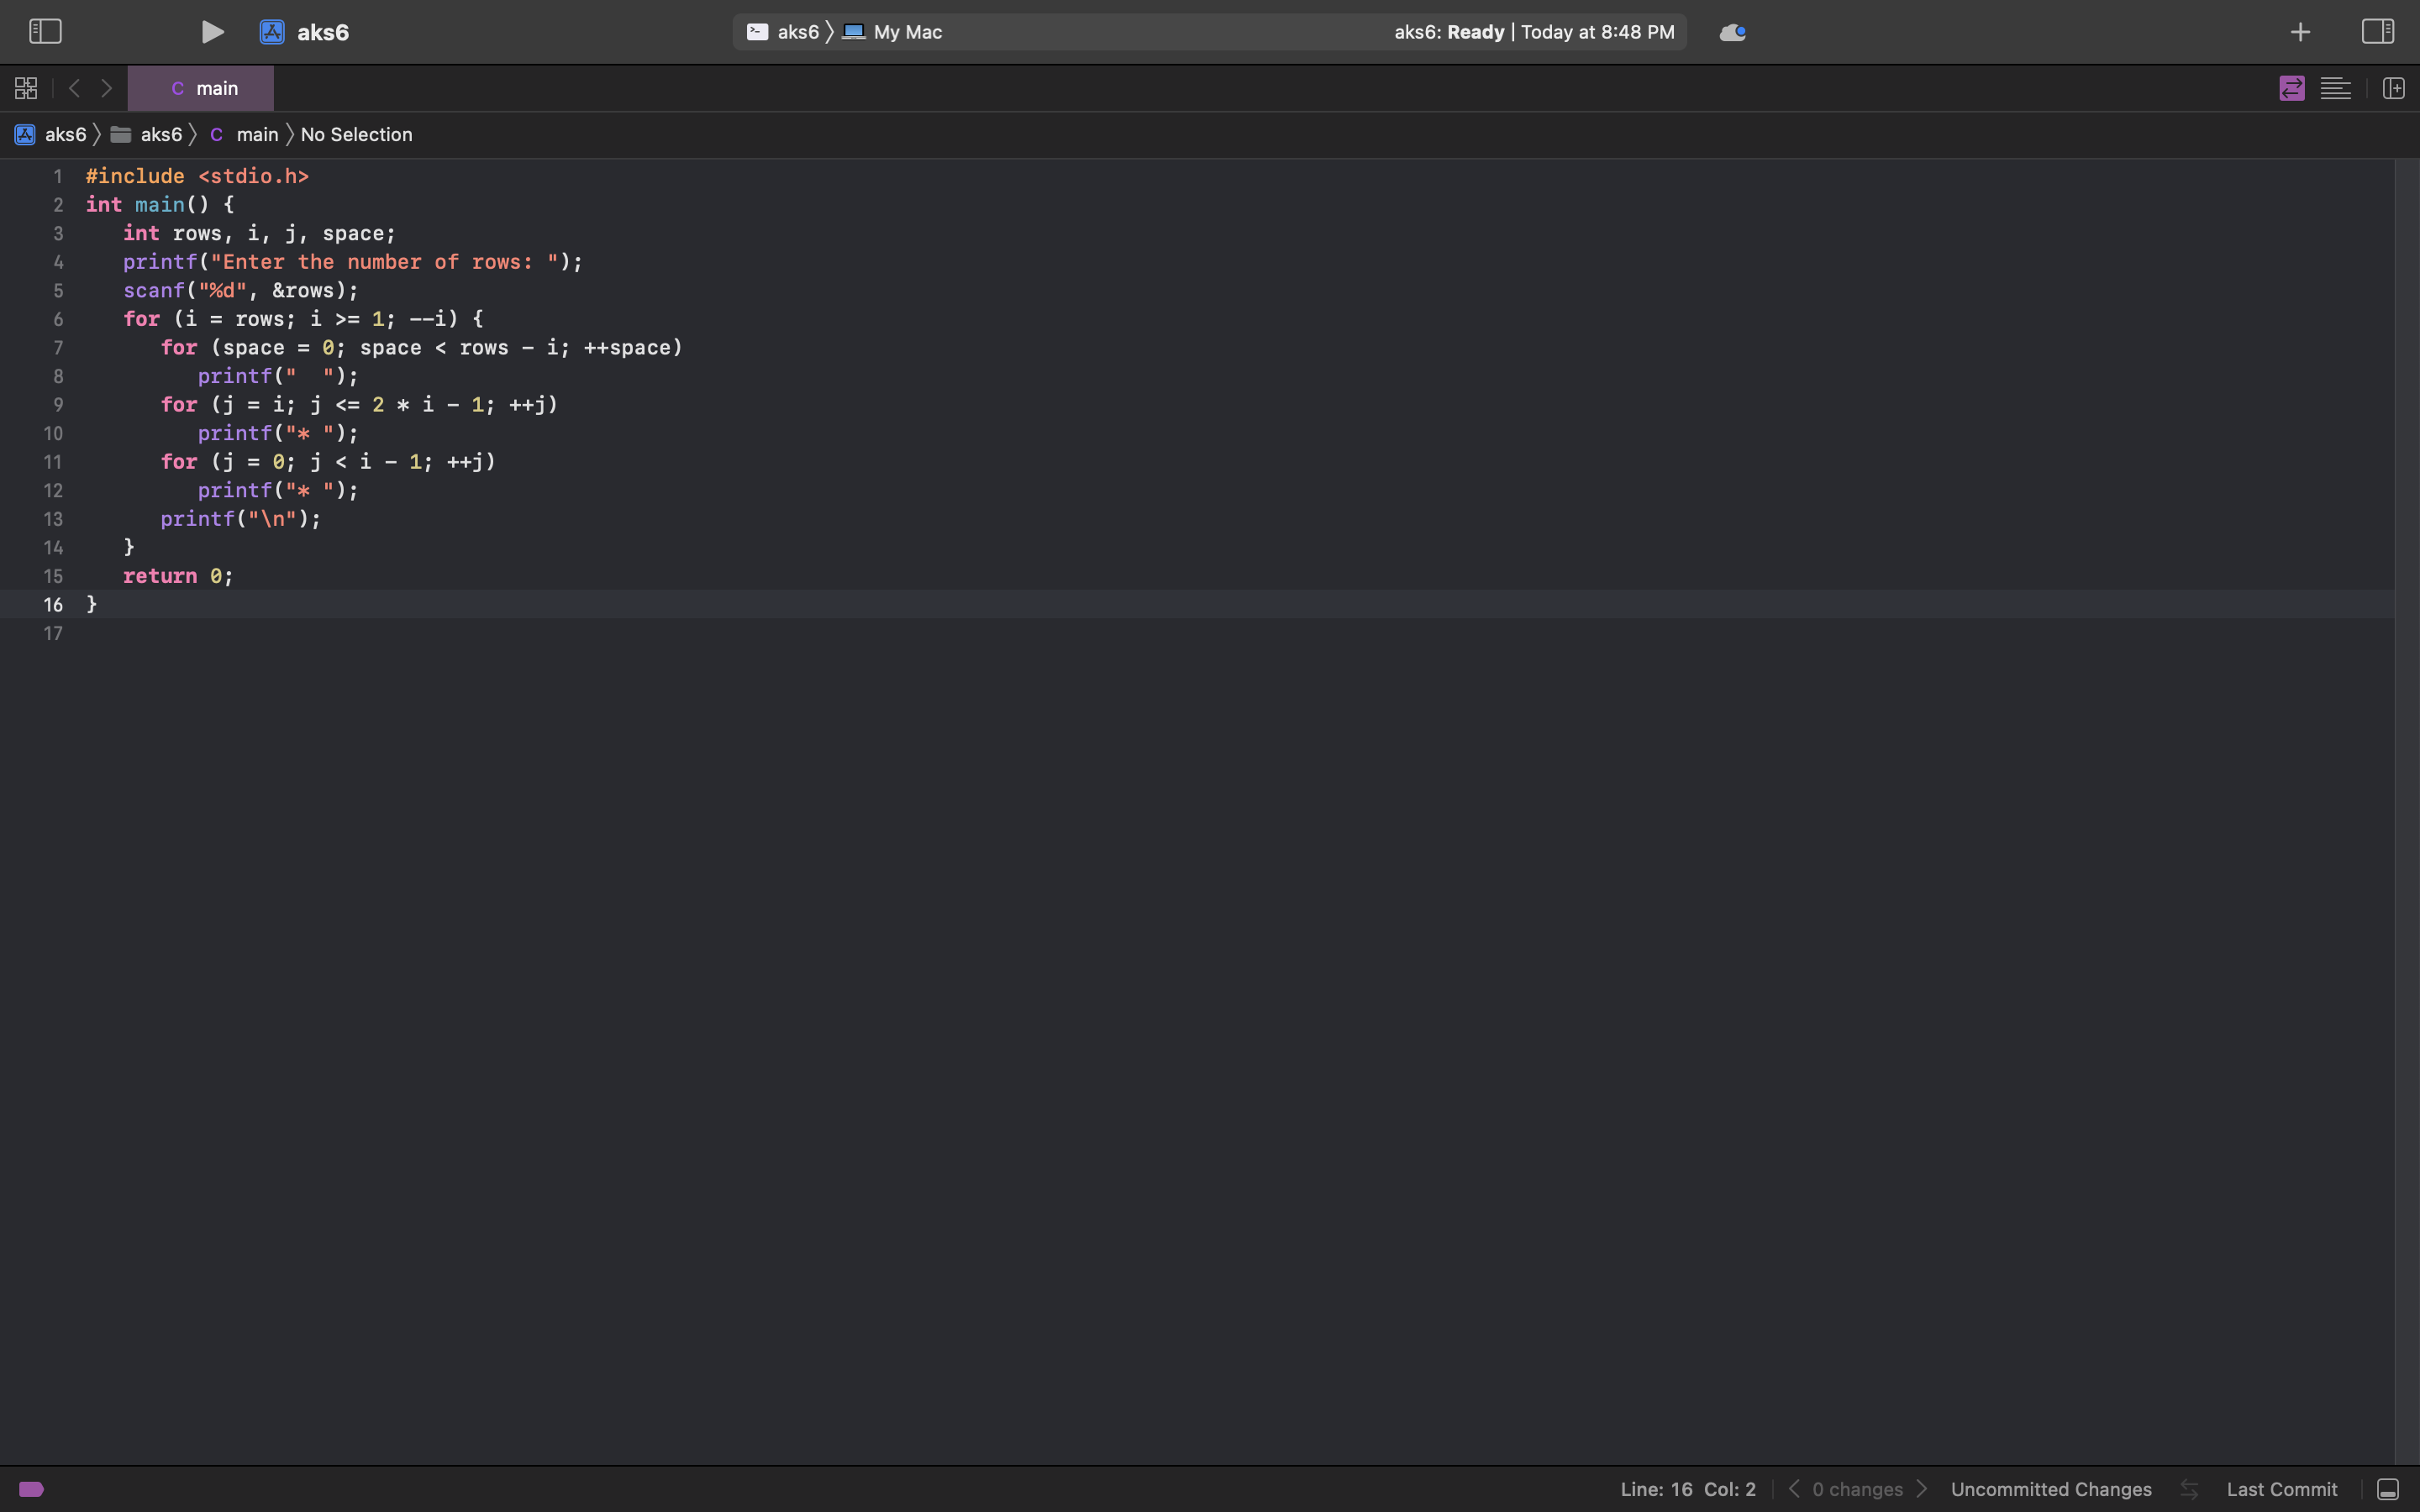 aks6
aks6 〉 My Mac
aks6: Ready | Today at 8:48 PM
C main
aks6 〉 aks6 〉 C main 〉 No Selection
1 #include <stdio.h>
2 int main() {
3    int rows, i, j, space;
4    printf("Enter the number of rows: ");
5    scanf("%d", &rows);
6    for (i = rows; i >= 1; --i) {
7       for (space = 0; space < rows - i; ++space)
8          printf("  ");
9       for (j = i; j <= 2 * i - 1; ++j)
10          printf("* ");
11       for (j = 0; j < i - 1; ++j)
12          printf("* ");
13       printf("\n");
14    }
15    return 0;
16 }
17
Line: 16 Col: 2 0 changes Uncommitted Changes Last Commit